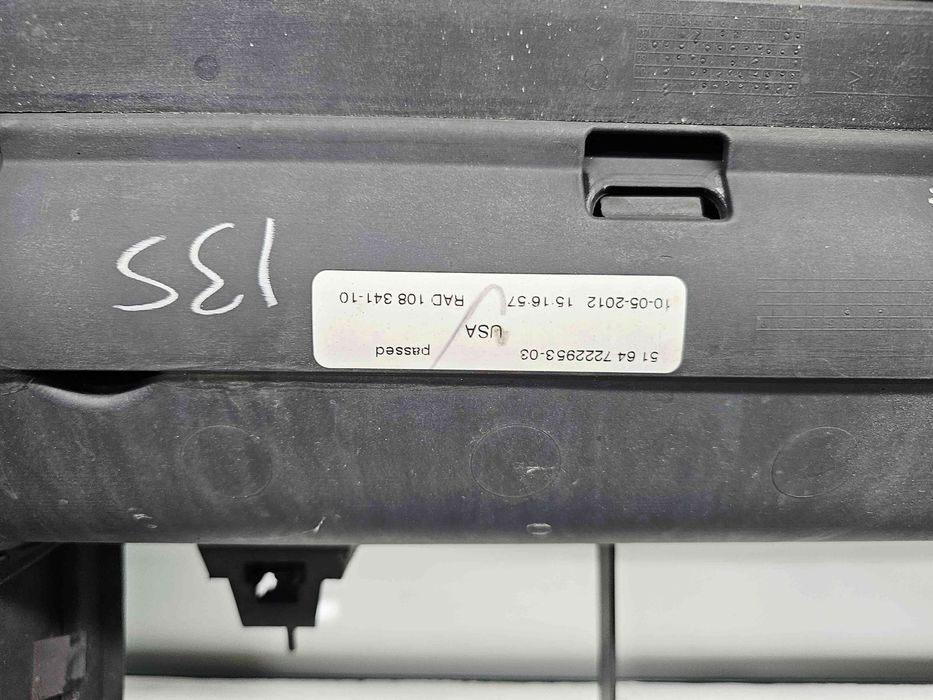 51 64 7222953-03 passed
USA
10-05-2012 15:16:57 RAD 108 341-10
135